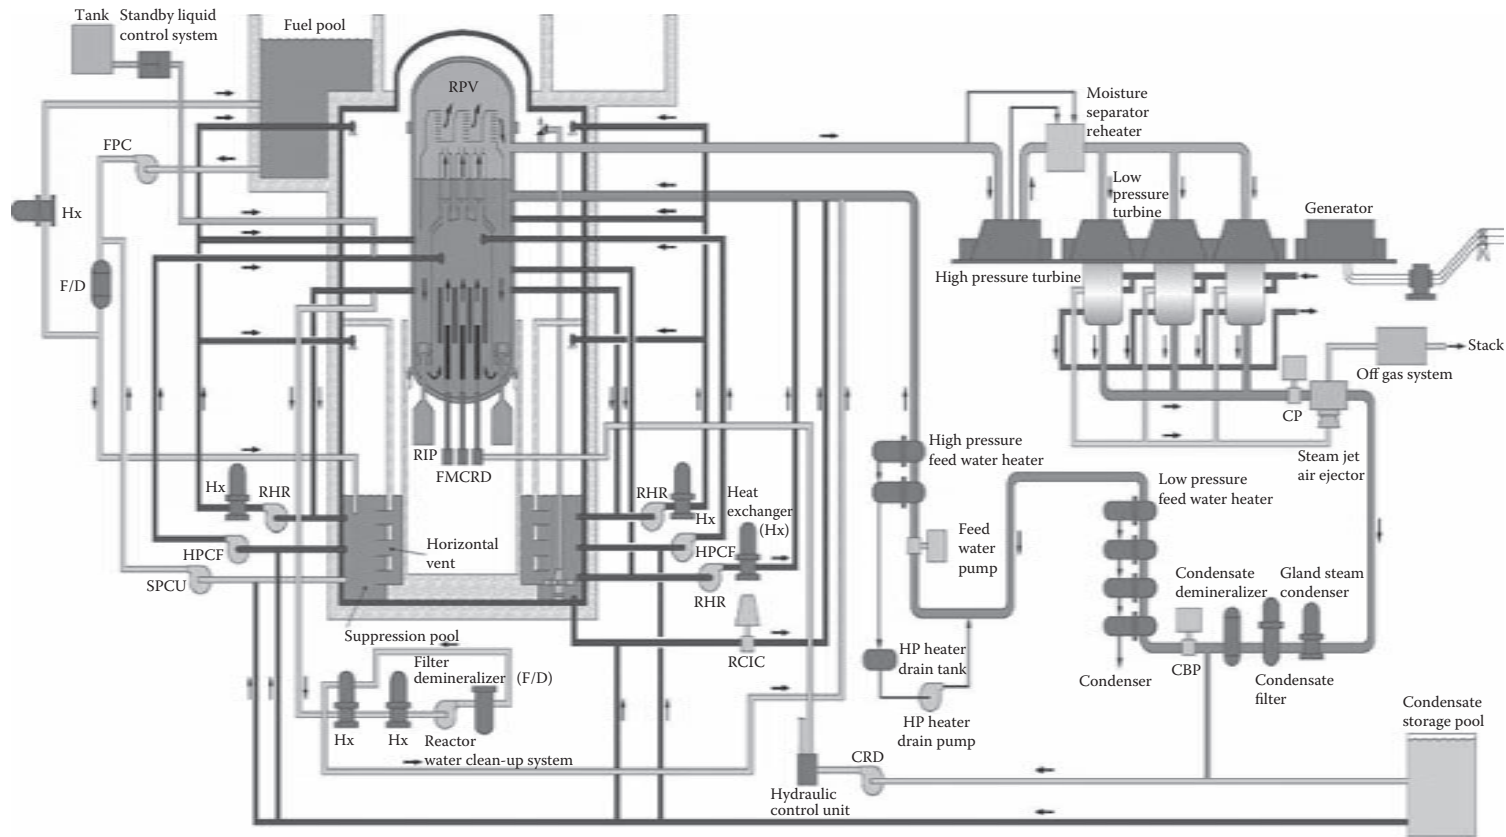 Tank
Standby liquid
control system
Fuel pool
RPV
Moisture
separator
reheater
FPC
Hx
Low
pressure
turbine
Generator
F/D
High pressure turbine
Stack
Off gas system
CP
Steam jet
air ejector
RIP
FMCRD
High pressure
feed water heater
Low pressure
feed water heater
Hx
RHR
RHR
Hx
Heat
exchanger
(Hx)
HPCF
Horizontal
vent
HPCF
SPCU
RHR
Feed
water
pump
Condensate
demineralizer
Gland steam
condenser
Suppression pool
RCIC
HP heater
drain tank
Filter
demineralizer
(F/D)
Condenser
CBP
Condensate
filter
Hx
Hx
Reactor
water clean-up system
HP heater
drain pump
Condensate
storage pool
CRD
Hydraulic
control unit